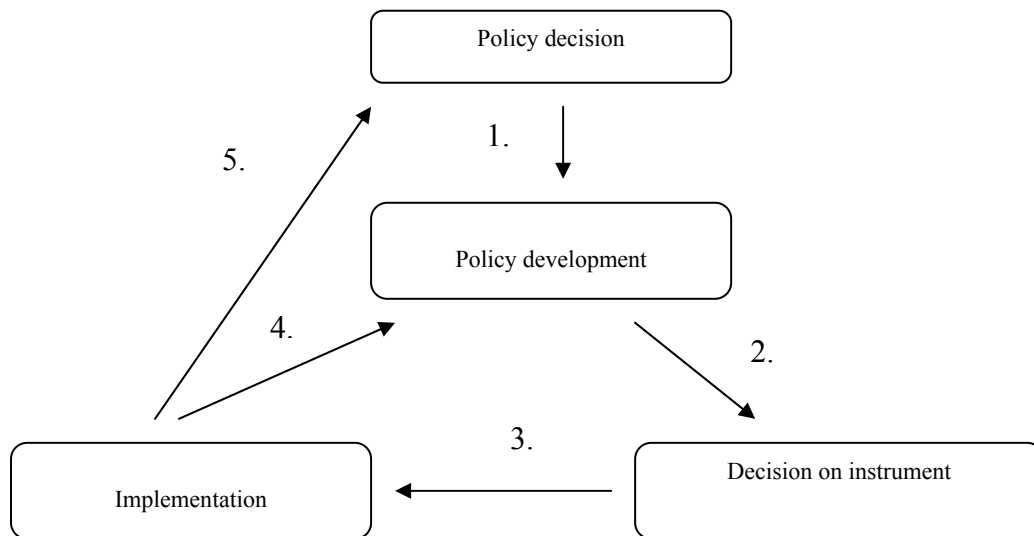 Policy decision
1.
5.
Policy development
4.
2.
3.
Decision on instrument
Implementation